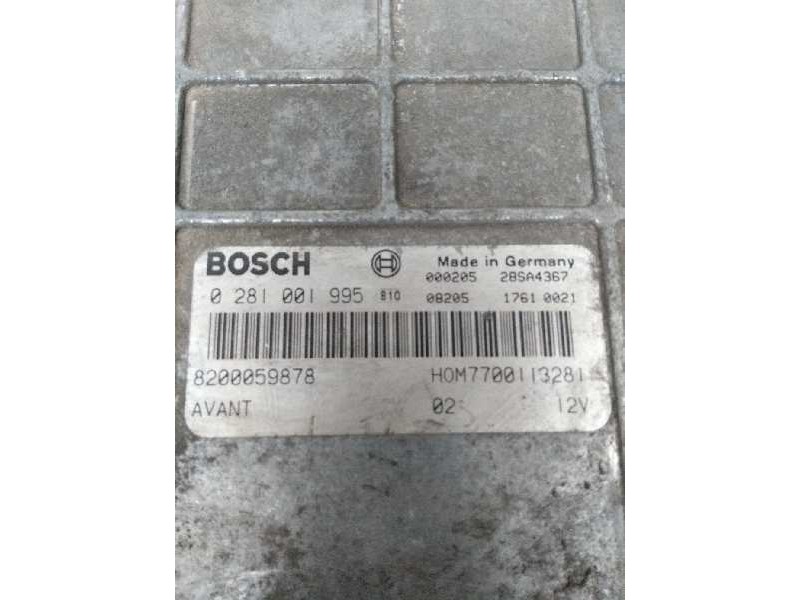 BOSCH Made in Germany
000205 28SA4367
0 281 001 995 810 08205 1761 0021
8200059878 HOM7700113281
AVANT 02 12V